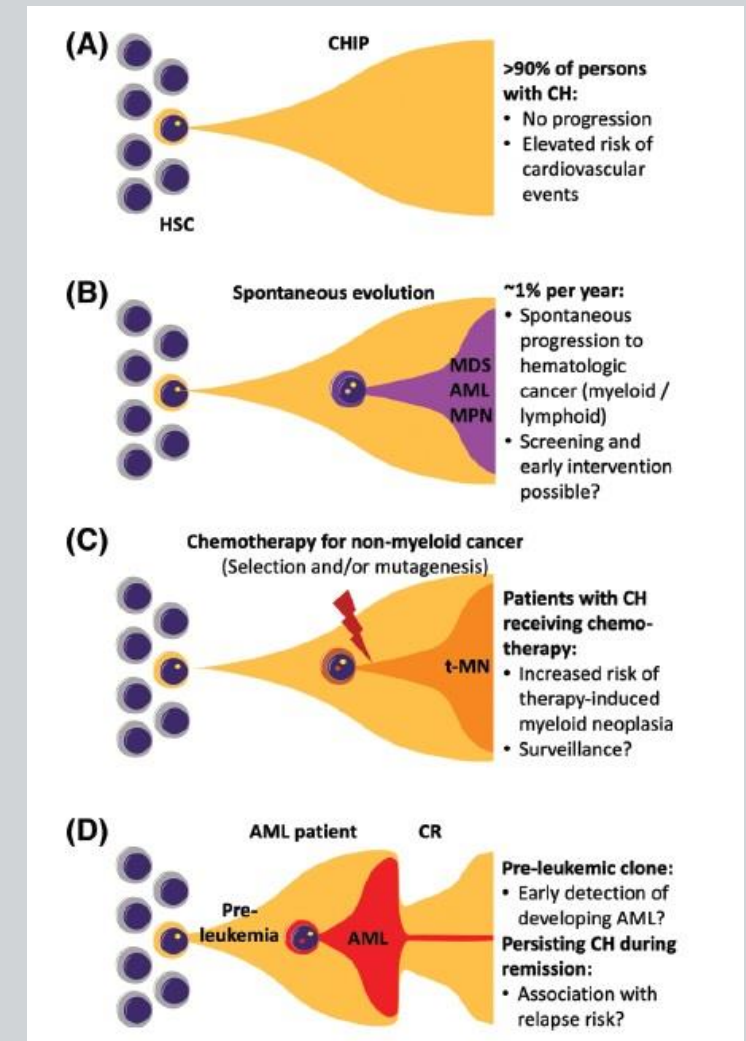 (A)
CHIP
>90% of persons
with CH:
• No progression
• Elevated risk of
cardiovascular
events
HSC
(B)
Spontaneous evolution
~1% per year:
• Spontaneous
progression to
hematologic
cancer (myeloid /
lymphoid)
• Screening and
early intervention
possible?
MDS
AML
MPN
(C)
Chemotherapy for non-myeloid cancer
(Selection and/or mutagenesis)
Patients with CH
receiving chemo-
therapy:
• Increased risk of
therapy-induced
myeloid neoplasia
• Surveillance?
t-MN
(D)
AML patient
CR
Pre-
leukemia
AML
Pre-leukemic clone:
• Early detection of
developing AML?
Persisting CH during
remission:
• Association with
relapse risk?